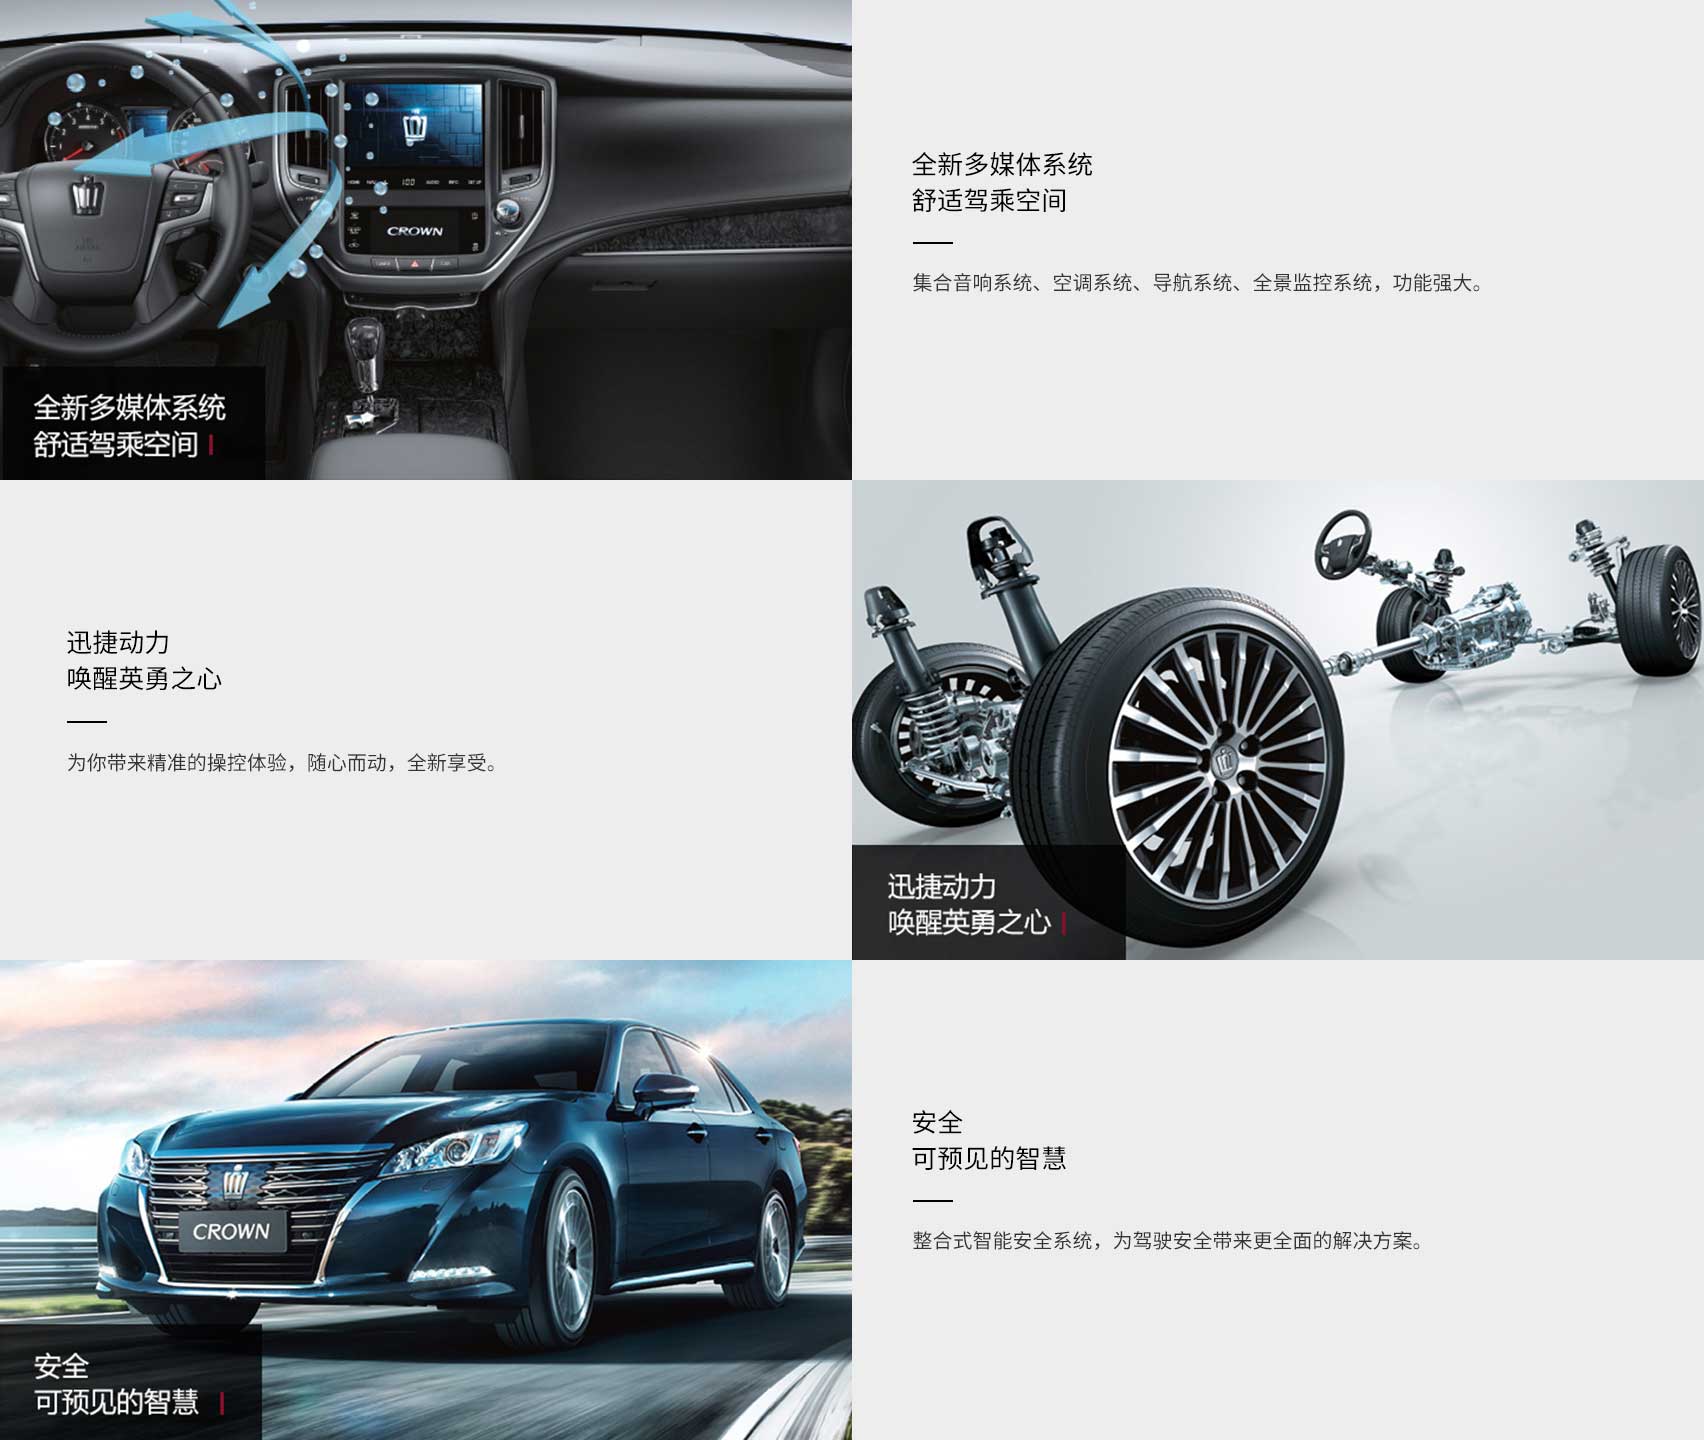 CROWN
全新多媒体系统
舒适驾乘空间
全新多媒体系统
舒适驾乘空间
集合音响系统、空调系统、导航系统、全景监控系统，功能强大。
迅捷动力
唤醒英勇之心
为你带来精准的操控体验，随心而动，全新享受。
迅捷动力
唤醒英勇之心
CROWN
安全
可预见的智慧
安全
可预见的智慧
整合式智能安全系统，为驾驶安全带来更全面的解决方案。